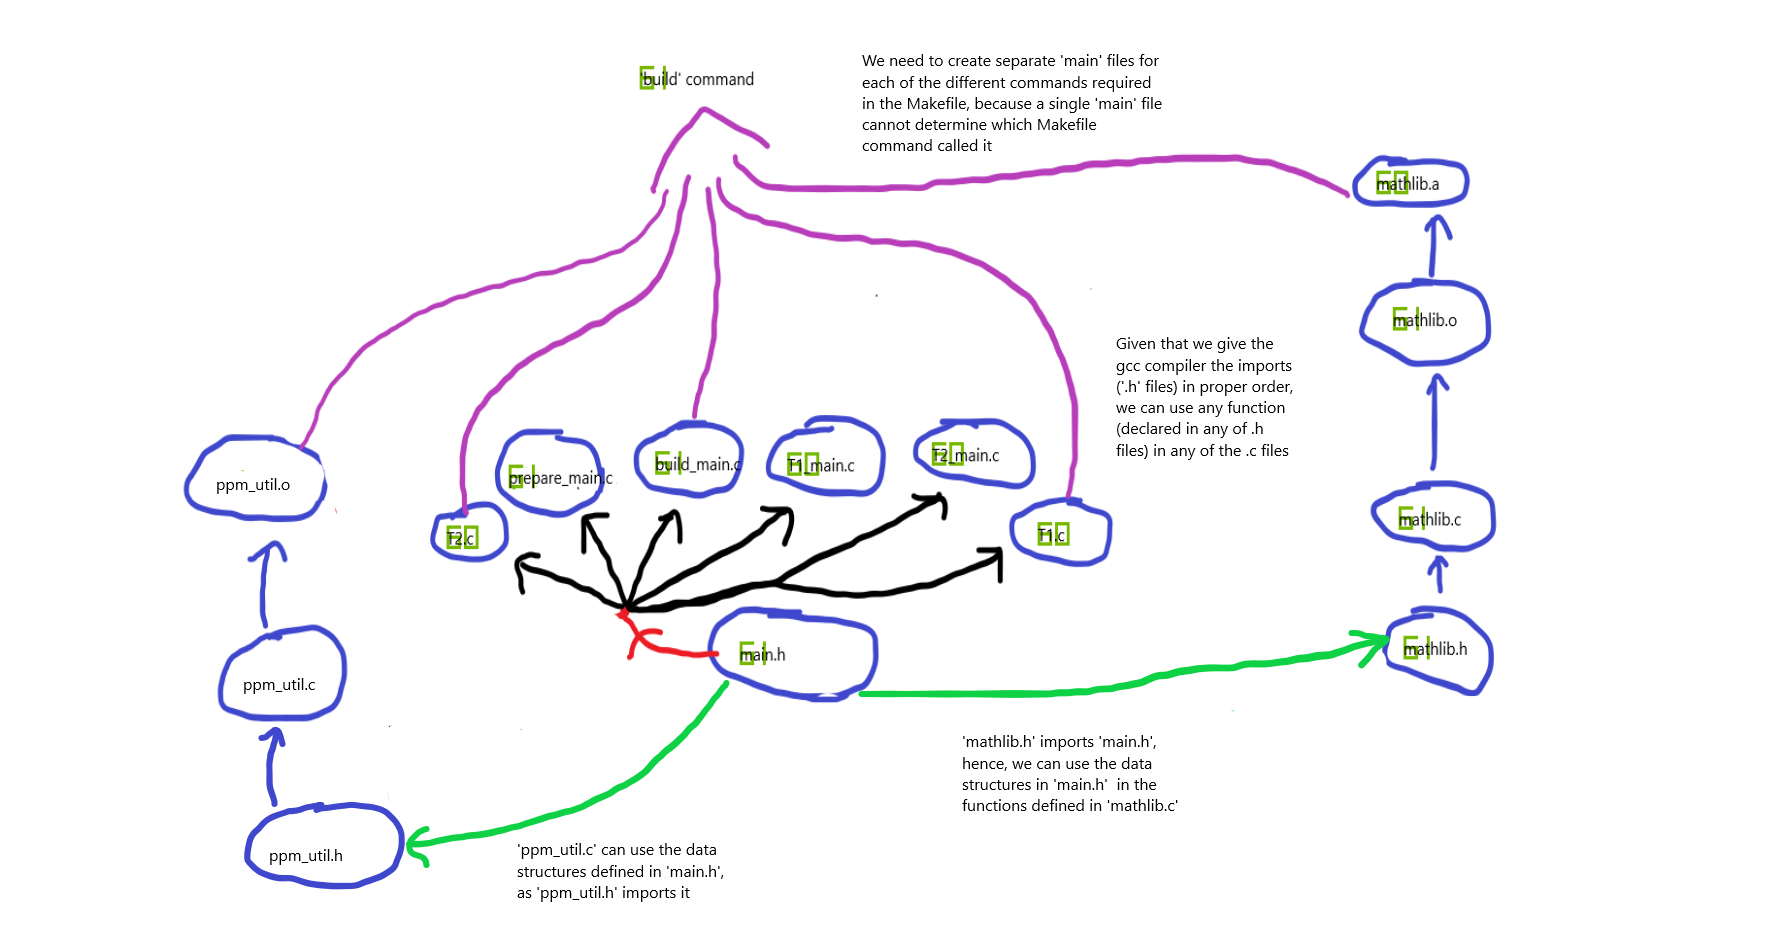 'build' command
We need to create separate 'main' files for
each of the different commands required
in the Makefile, because a single 'main' file
cannot determine which Makefile
command called it
mathlib.a
mathlib.o
Given that we give the
gcc compiler the imports
('.h' files) in proper order,
we can use any function
(declared in any of .h
files) in any of the .c files
ppm_util.o
prepare_main.c
build_main.c
T1_main.c
T2_main.c
T2.c
T1.c
mathlib.c
main.h
mathlib.h
ppm_util.c
'mathlib.h' imports 'main.h',
hence, we can use the data
structures in 'main.h'  in the
functions defined in 'mathlib.c'
ppm_util.h
'ppm_util.c' can use the data
structures defined in 'main.h',
as 'ppm_util.h' imports it